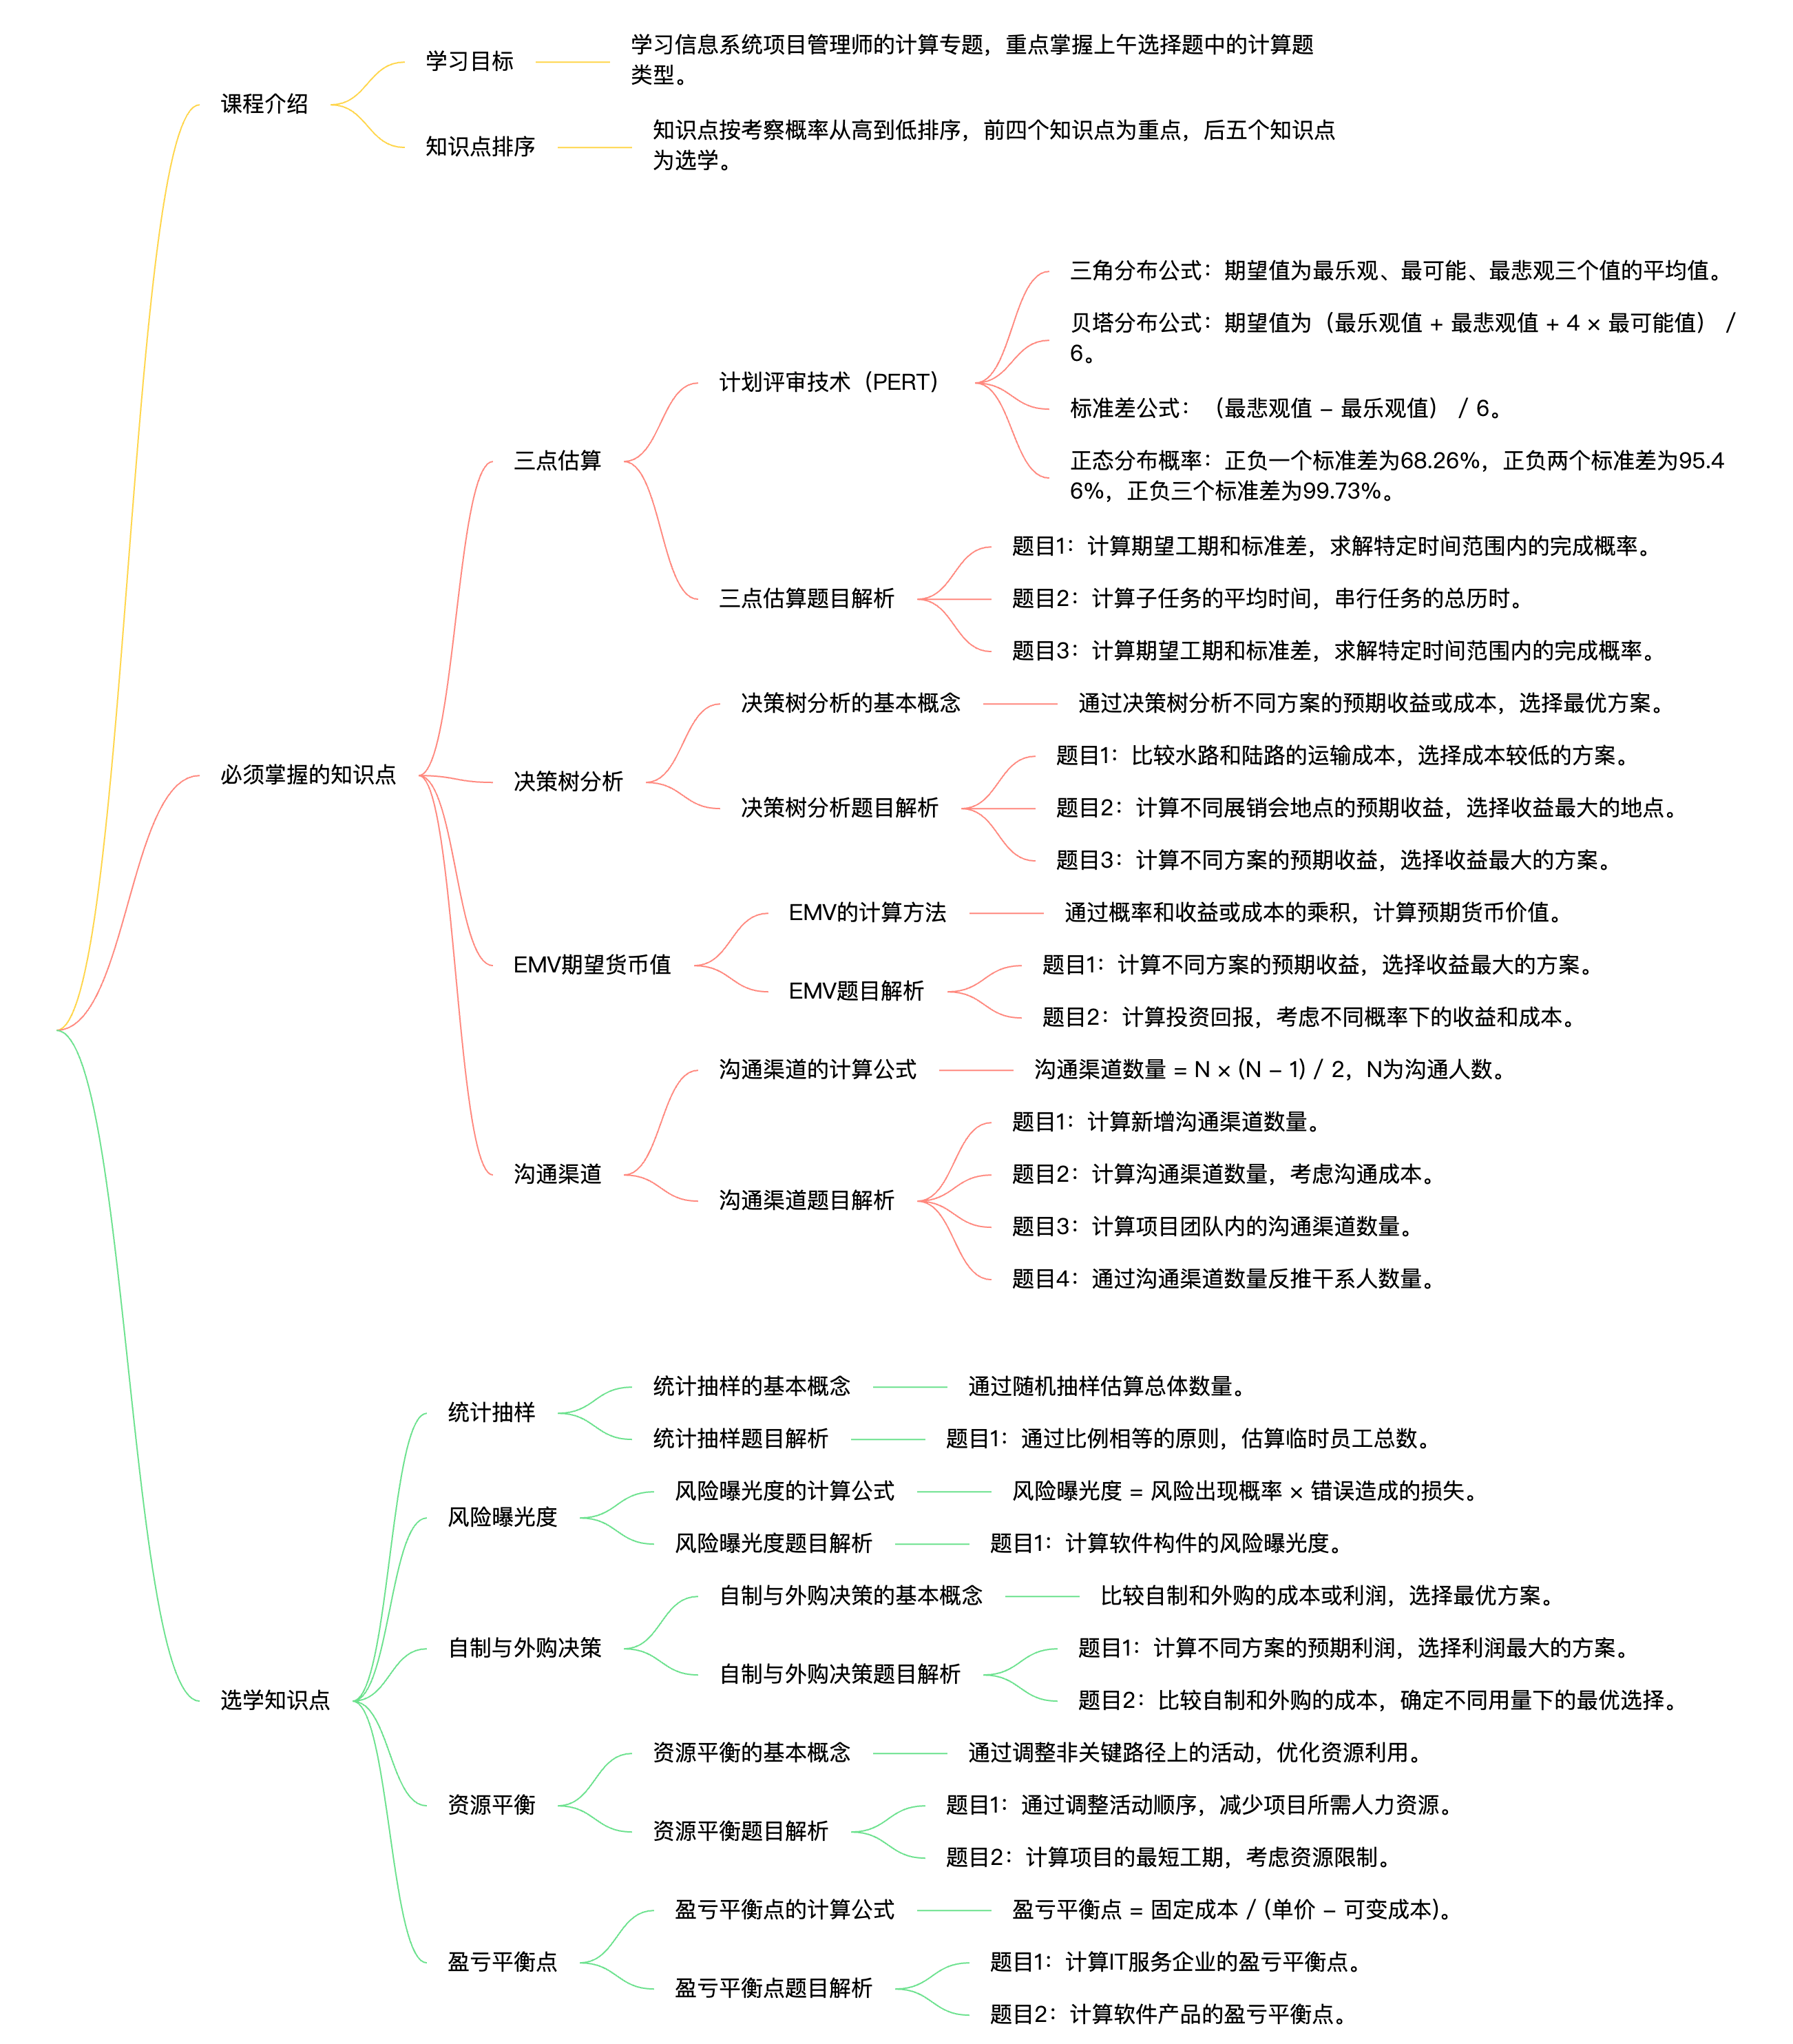 课程介绍
学习目标
学习信息系统项目管理师的计算专题，重点掌握上午选择题中的计算题
类型。
知识点排序
知识点按考察概率从高到低排序，前四个知识点为重点，后五个知识点
为选学。
必须掌握的知识点
三点估算
计划评审技术（PERT）
三角分布公式：期望值为最乐观、最可能、最悲观三个值的平均值。
贝塔分布公式：期望值为（最乐观值 + 最悲观值 + 4 × 最可能值） /
6。
标准差公式：（最悲观值 – 最乐观值） / 6。
正态分布概率：正负一个标准差为68.26%，正负两个标准差为95.4
6%，正负三个标准差为99.73%。
三点估算题目解析
题目1：计算期望工期和标准差，求解特定时间范围内的完成概率。
题目2：计算子任务的平均时间，串行任务的总历时。
题目3：计算期望工期和标准差，求解特定时间范围内的完成概率。
决策树分析
决策树分析的基本概念
通过决策树分析不同方案的预期收益或成本，选择最优方案。
决策树分析题目解析
题目1：比较水路和陆路的运输成本，选择成本较低的方案。
题目2：计算不同展销会地点的预期收益，选择收益最大的地点。
题目3：计算不同方案的预期收益，选择收益最大的方案。
EMV期望货币值
EMV的计算方法
通过概率和收益或成本的乘积，计算预期货币价值。
EMV题目解析
题目1：计算不同方案的预期收益，选择收益最大的方案。
题目2：计算投资回报，考虑不同概率下的收益和成本。
沟通渠道
沟通渠道的计算公式
沟通渠道数量 = N × (N – 1) / 2，N为沟通人数。
沟通渠道题目解析
题目1：计算新增沟通渠道数量。
题目2：计算沟通渠道数量，考虑沟通成本。
题目3：计算项目团队内的沟通渠道数量。
题目4：通过沟通渠道数量反推干系人数量。
选学知识点
统计抽样
统计抽样的基本概念
通过随机抽样估算总体数量。
统计抽样题目解析
题目1：通过比例相等的原则，估算临时员工总数。
风险曝光度
风险曝光度的计算公式
风险曝光度 = 风险出现概率 × 错误造成的损失。
风险曝光度题目解析
题目1：计算软件构件的风险曝光度。
自制与外购决策
自制与外购决策的基本概念
比较自制和外购的成本或利润，选择最优方案。
自制与外购决策题目解析
题目1：计算不同方案的预期利润，选择利润最大的方案。
题目2：比较自制和外购的成本，确定不同用量下的最优选择。
资源平衡
资源平衡的基本概念
通过调整非关键路径上的活动，优化资源利用。
资源平衡题目解析
题目1：通过调整活动顺序，减少项目所需人力资源。
题目2：计算项目的最短工期，考虑资源限制。
盈亏平衡点
盈亏平衡点的计算公式
盈亏平衡点 = 固定成本 / (单价 – 可变成本)。
盈亏平衡点题目解析
题目1：计算IT服务企业的盈亏平衡点。
题目2：计算软件产品的盈亏平衡点。